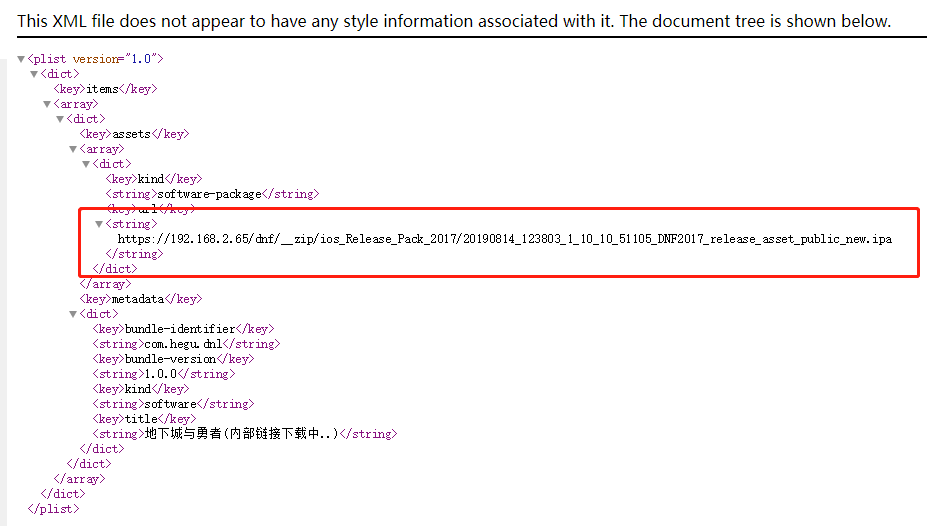 This XML file does not appear to have any style information associated with it. The document tree is shown below.
▼<plist version="1.0">
▼<dict>
<key>items</key>
▼<array>
▼<dict>
<key>assets</key>
▼<array>
▼<dict>
<key>kind</key>
<string>software-package</string>
<key>url</key>
▼<string>
https://192.168.2.65/dnf/__zip/ios_Release_Pack_2017/20190814_123803_1_10_10_51105_DNF2017_release_asset_public_new.ipa
</string>
</dict>
</array>
<key>metadata</key>
▼<dict>
<key>bundle-identifier</key>
<string>com.hegu.dnl</string>
<key>bundle-version</key>
<string>1.0.0</string>
<key>kind</key>
<string>software</string>
<key>title</key>
<string>地下城与勇者(内部链接下载中..)</string>
</dict>
</dict>
</array>
</dict>
</plist>